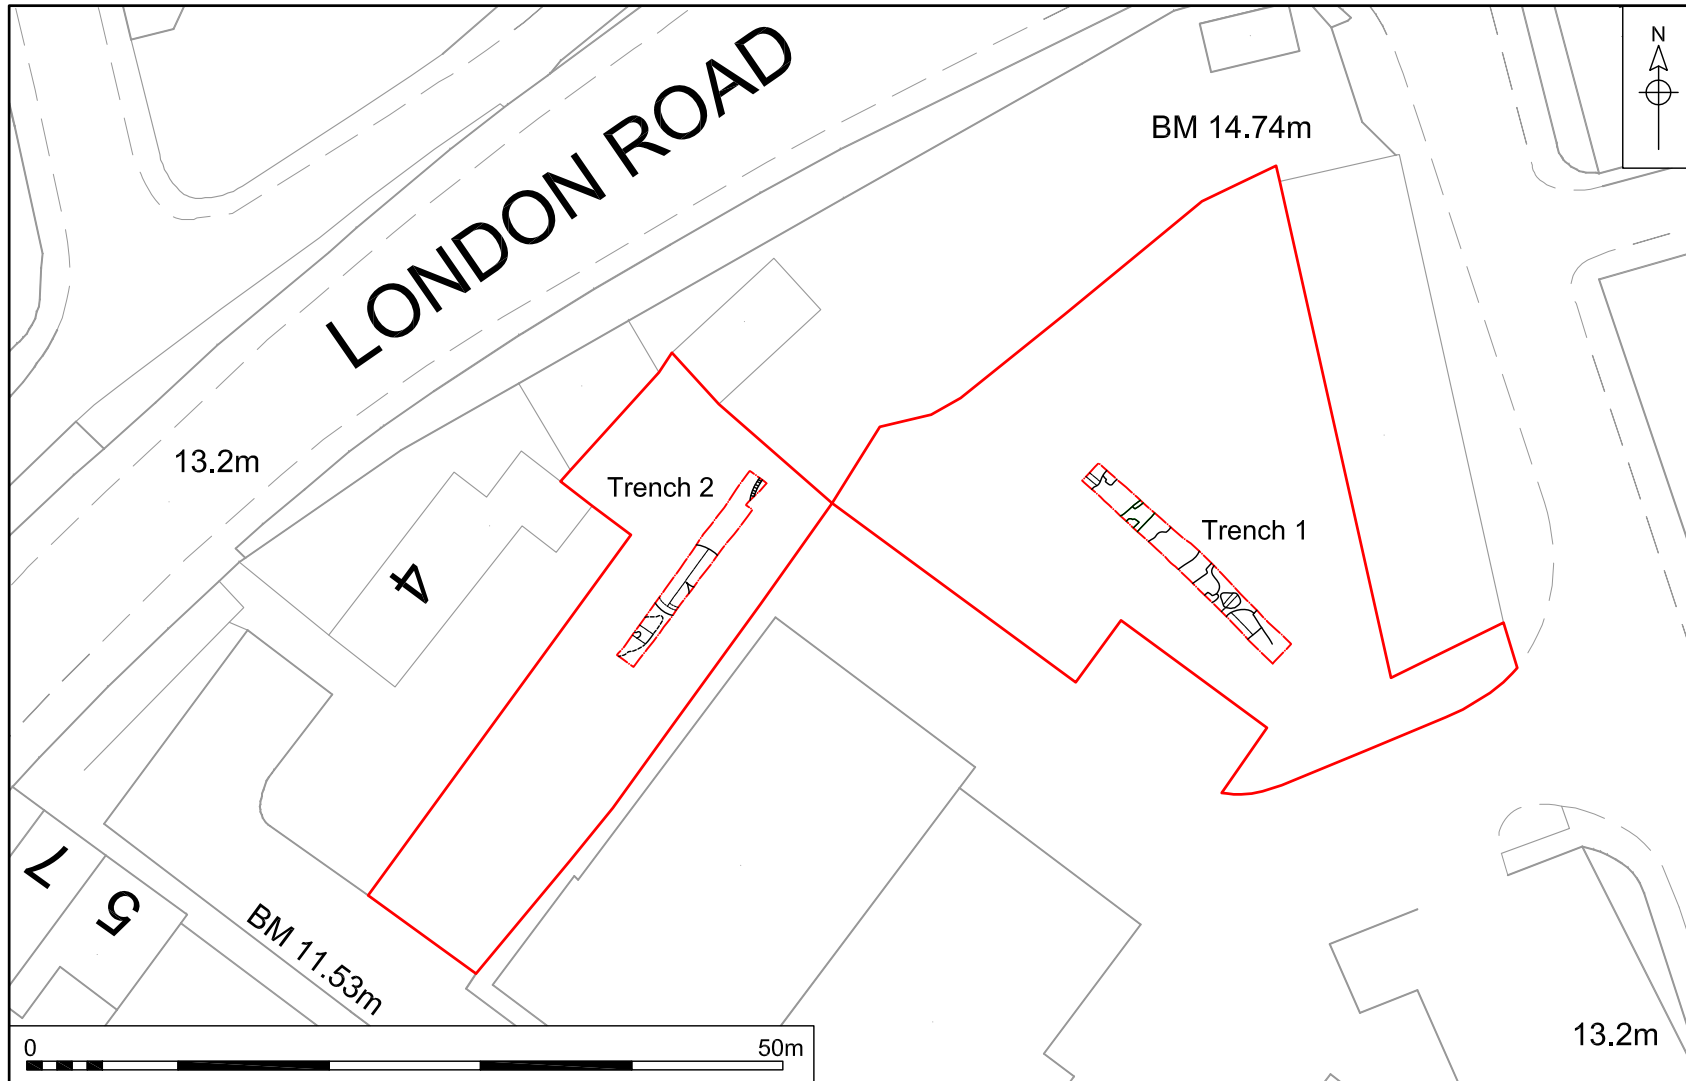 N
BM 14.74m
LONDON ROAD
13.2m
Trench 2
Trench 1
4
7
5
BM 11.53m
13.2m
0 50m